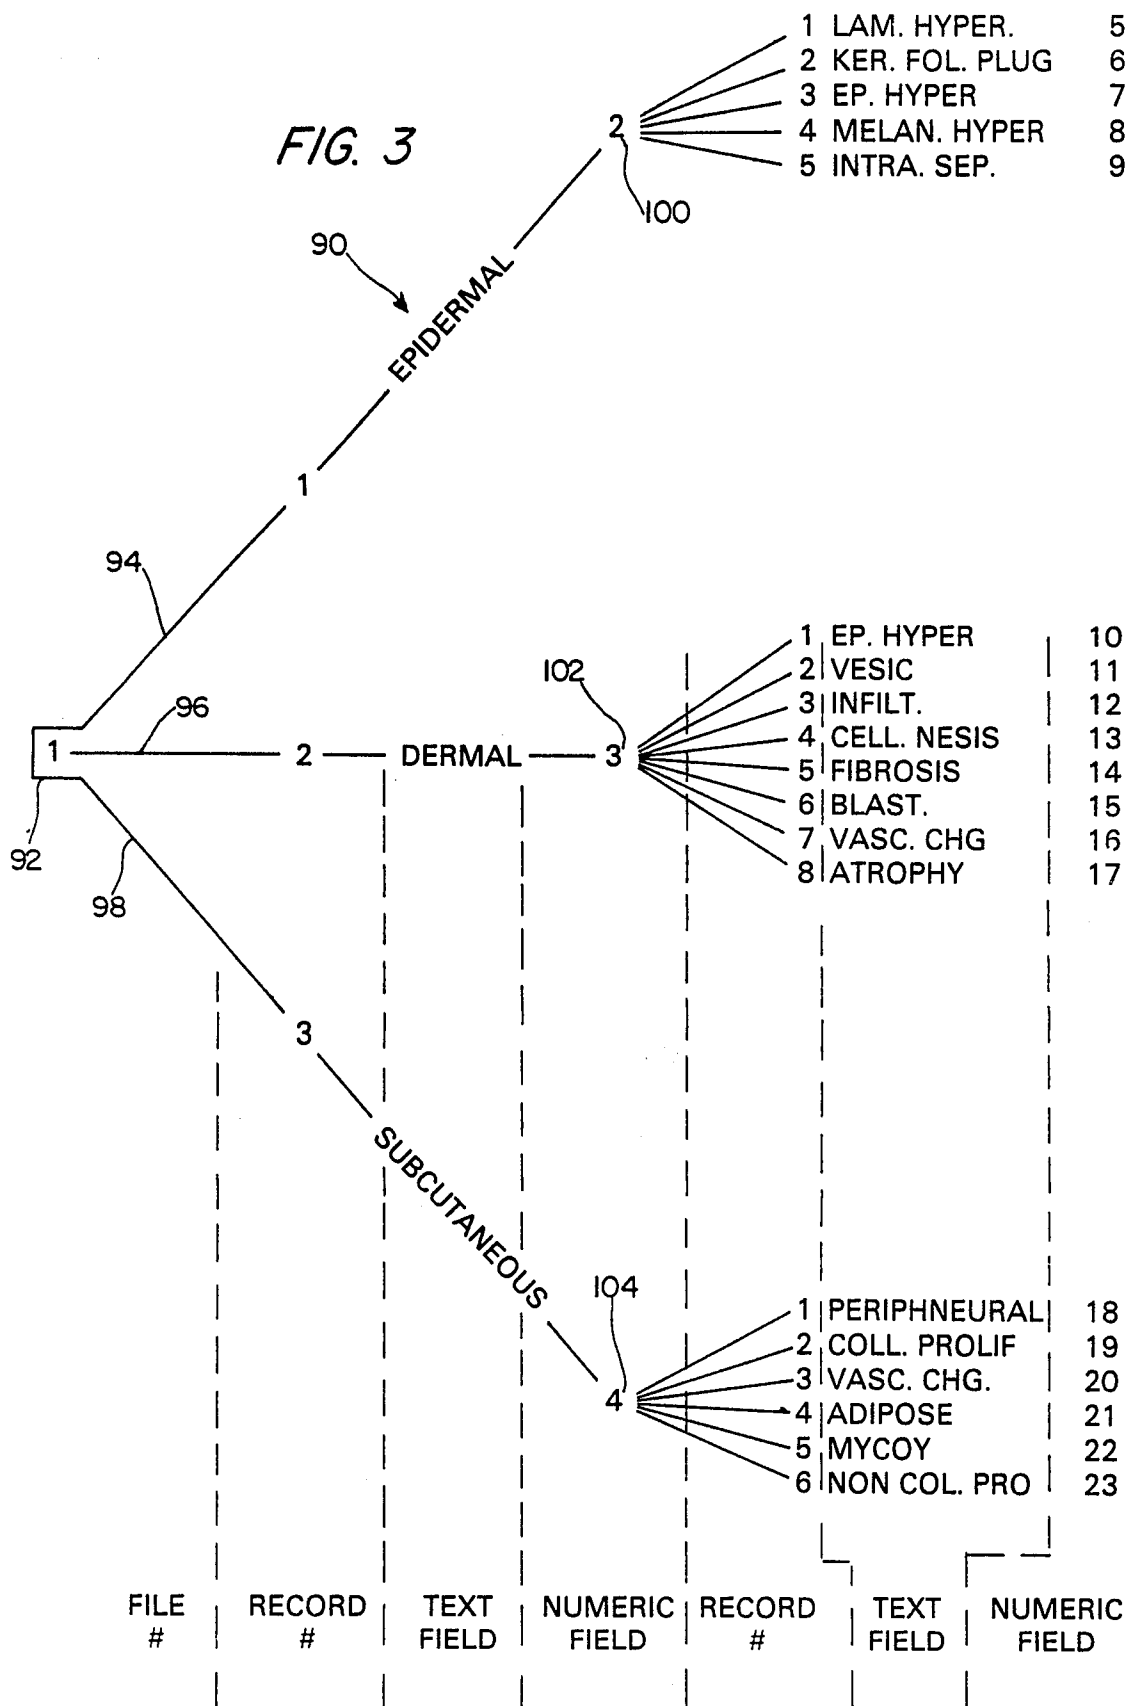 FIG. 3
1 LAM. HYPER. 5
2 KER. FOL. PLUG 6
3 EP. HYPER 7
4 MELAN. HYPER 8
5 INTRA. SEP. 9
2
100
90
EPIDERMAL
1
94
1 EP. HYPER 10
2 VESIC 11
3 INFILT. 12
4 CELL. NESIS 13
5 FIBROSIS 14
6 BLAST. 15
7 VASC. CHG 16
8 ATROPHY 17
102
96
1 2 DERMAL 3
92
98
3
SUBCUTANEOUS
104
4
1 PERIPHNEURAL 18
2 COLL. PROLIF 19
3 VASC. CHG. 20
4 ADIPOSE 21
5 MYCOY 22
6 NON COL. PRO 23
FILE RECORD TEXT NUMERIC RECORD TEXT NUMERIC
# # FIELD FIELD # FIELD FIELD